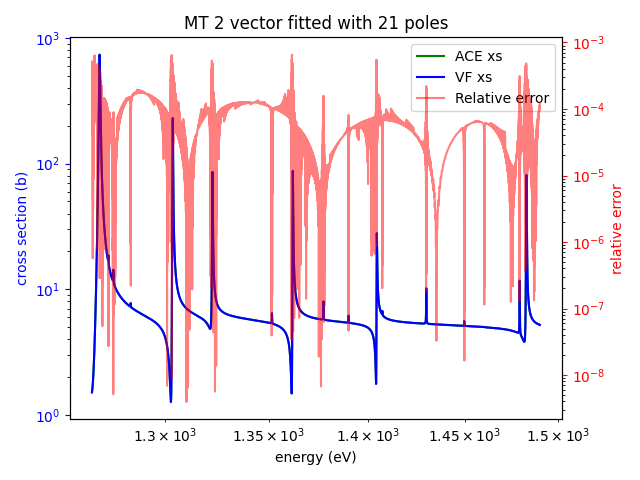 MT 2 vector fitted with 21 poles
ACE xs
VF xs
Relative error
cross section (b)
10³
10²
10¹
10⁰
relative error
10⁻³
10⁻⁴
10⁻⁵
10⁻⁶
10⁻⁷
10⁻⁸
1.3 × 10³ 1.35 × 10³ 1.4 × 10³ 1.45 × 10³ 1.5 × 10³
energy (eV)